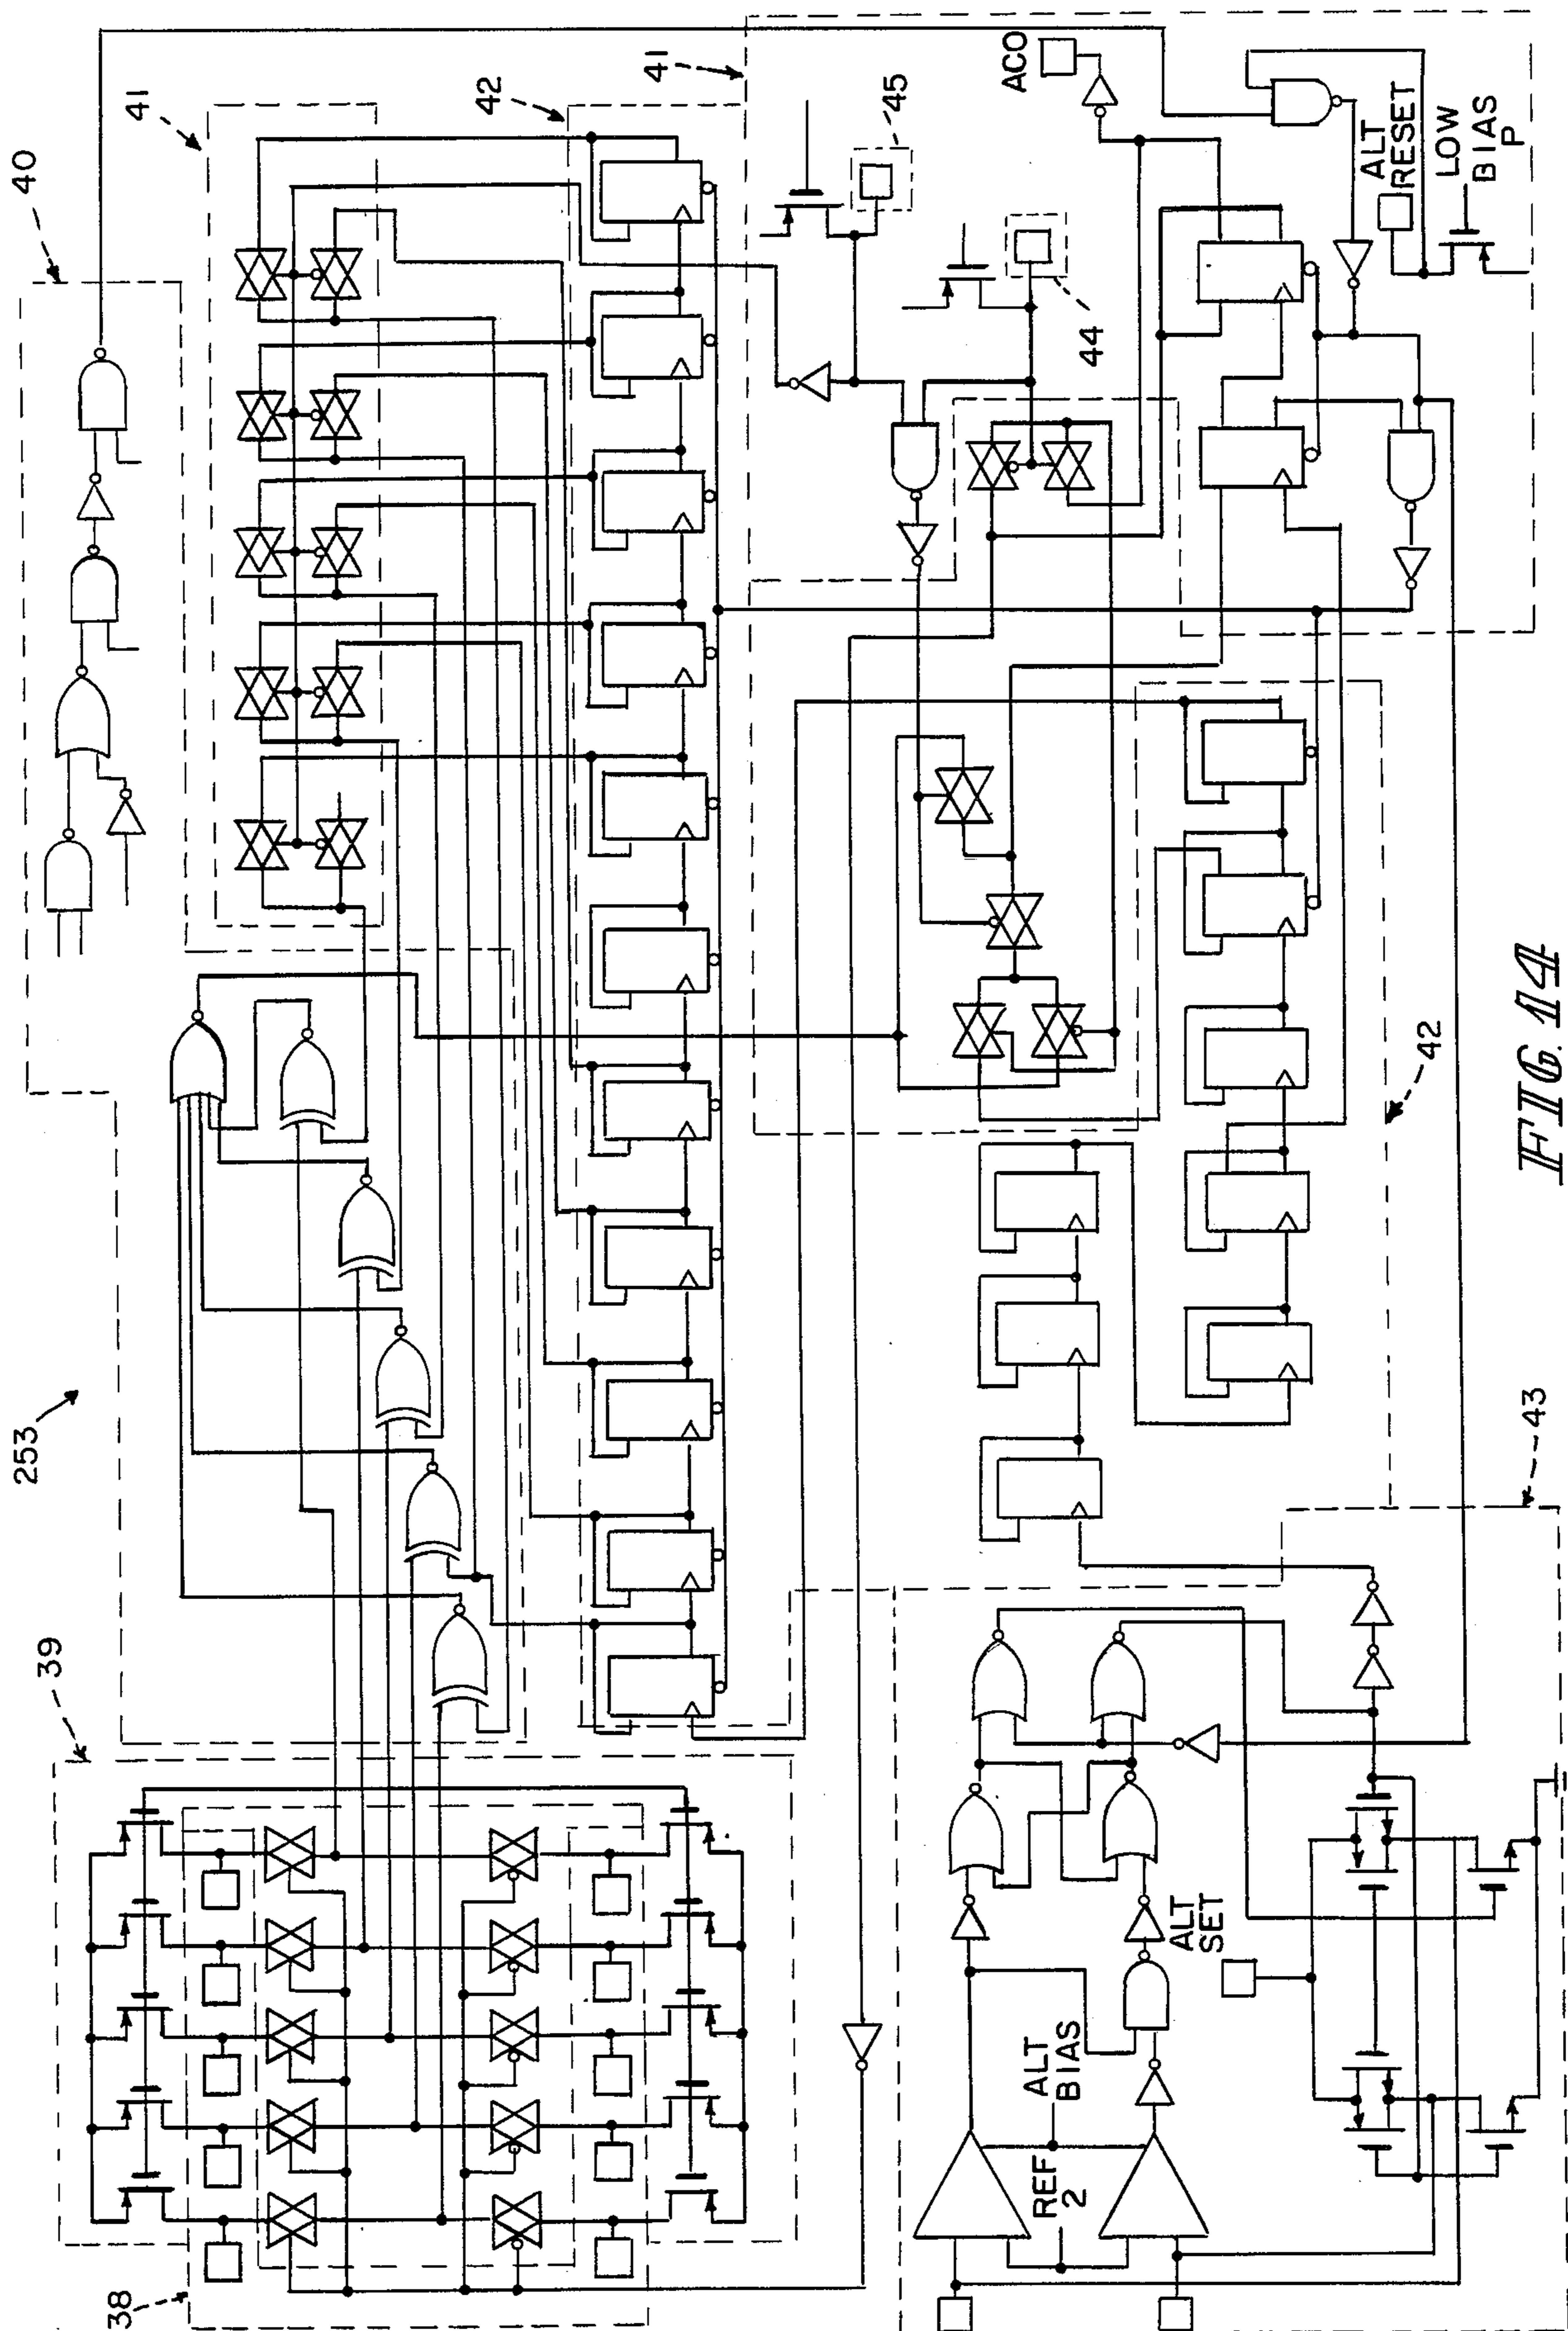 40
41
42
41
45
ACO
44
ALT
RESET
LOW
BIAS
P
253
39
42
43
ALT
SET
ALT
BIAS
REF
2
38
FIG. 14